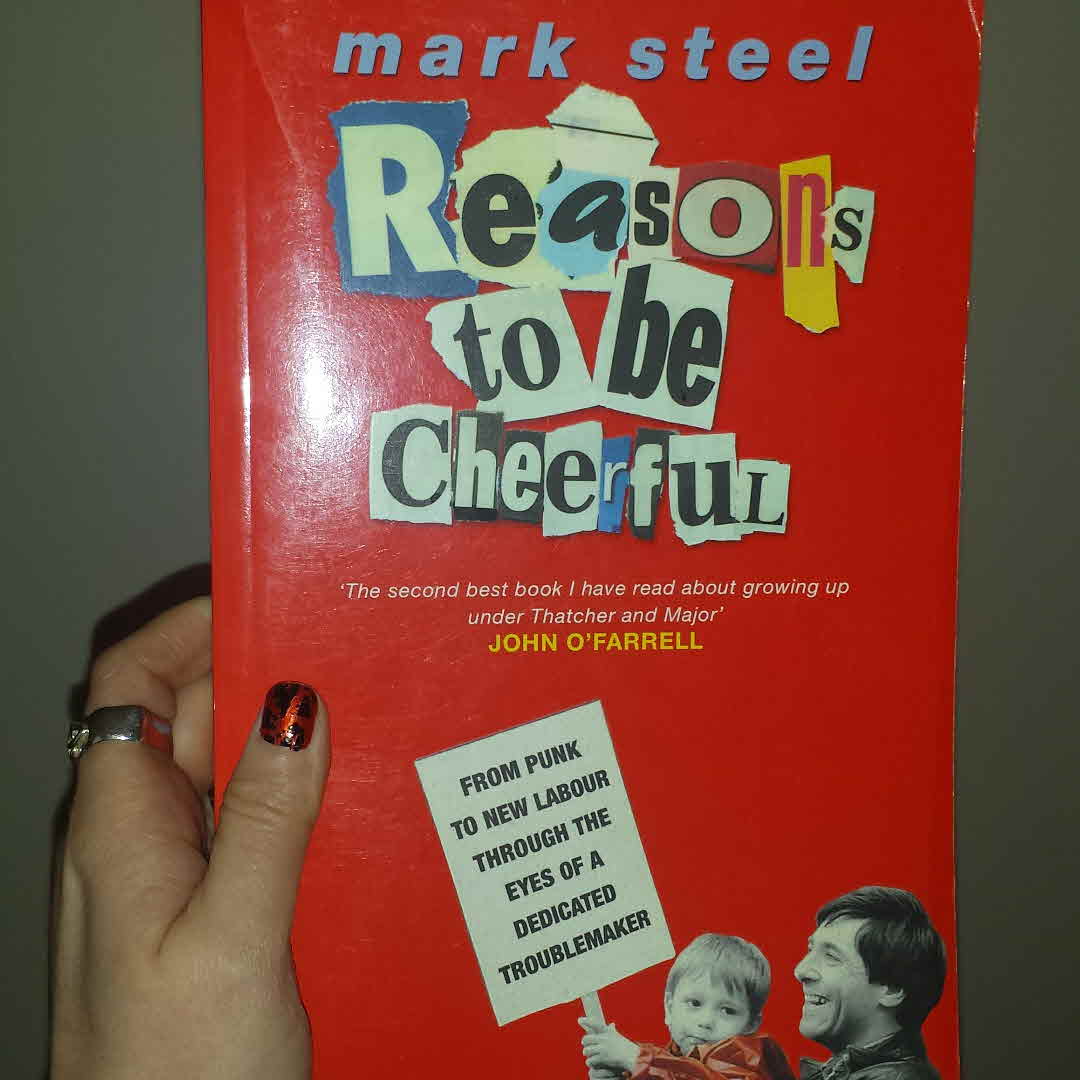 mark steel
Reasons
to be
CheerfuL
‘The second best book I have read about growing up
under Thatcher and Major’
JOHN O’FARRELL
FROM PUNK
TO NEW LABOUR
THROUGH THE
EYES OF A
DEDICATED
TROUBLEMAKER